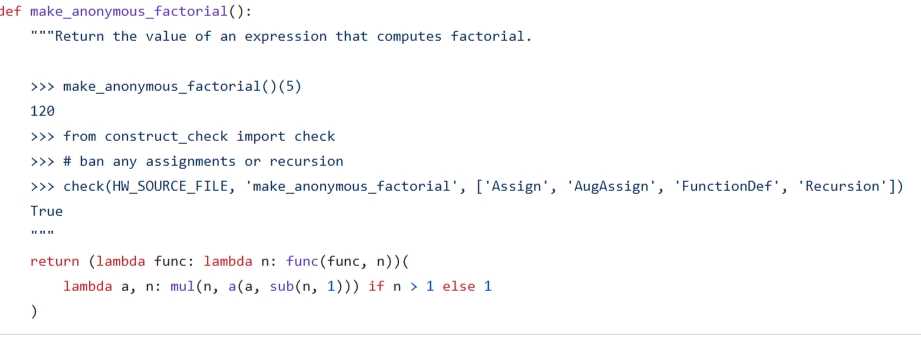 def make_anonymous_factorial():
    """Return the value of an expression that computes factorial.
    >>> make_anonymous_factorial()(5)
    120
    >>> from construct_check import check
    >>> # ban any assignments or recursion
    >>> check(HW_SOURCE_FILE, 'make_anonymous_factorial', ['Assign', 'AugAssign', 'FunctionDef', 'Recursion'])
    True
    """
    return (lambda func: lambda n: func(func, n))(
        lambda a, n: mul(n, a(a, sub(n, 1))) if n > 1 else 1
    )